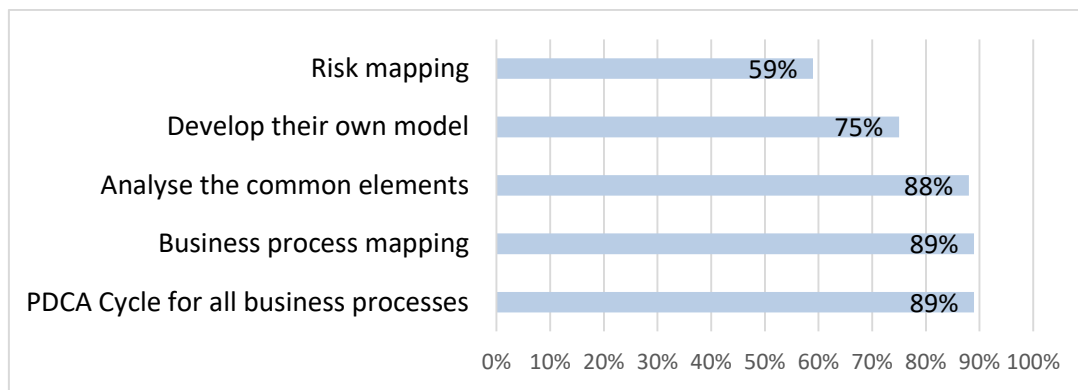 Risk mapping 59%
Develop their own model 75%
Analyse the common elements 88%
Business process mapping 89%
PDCA Cycle for all business processes 89%
0% 10% 20% 30% 40% 50% 60% 70% 80% 90% 100%